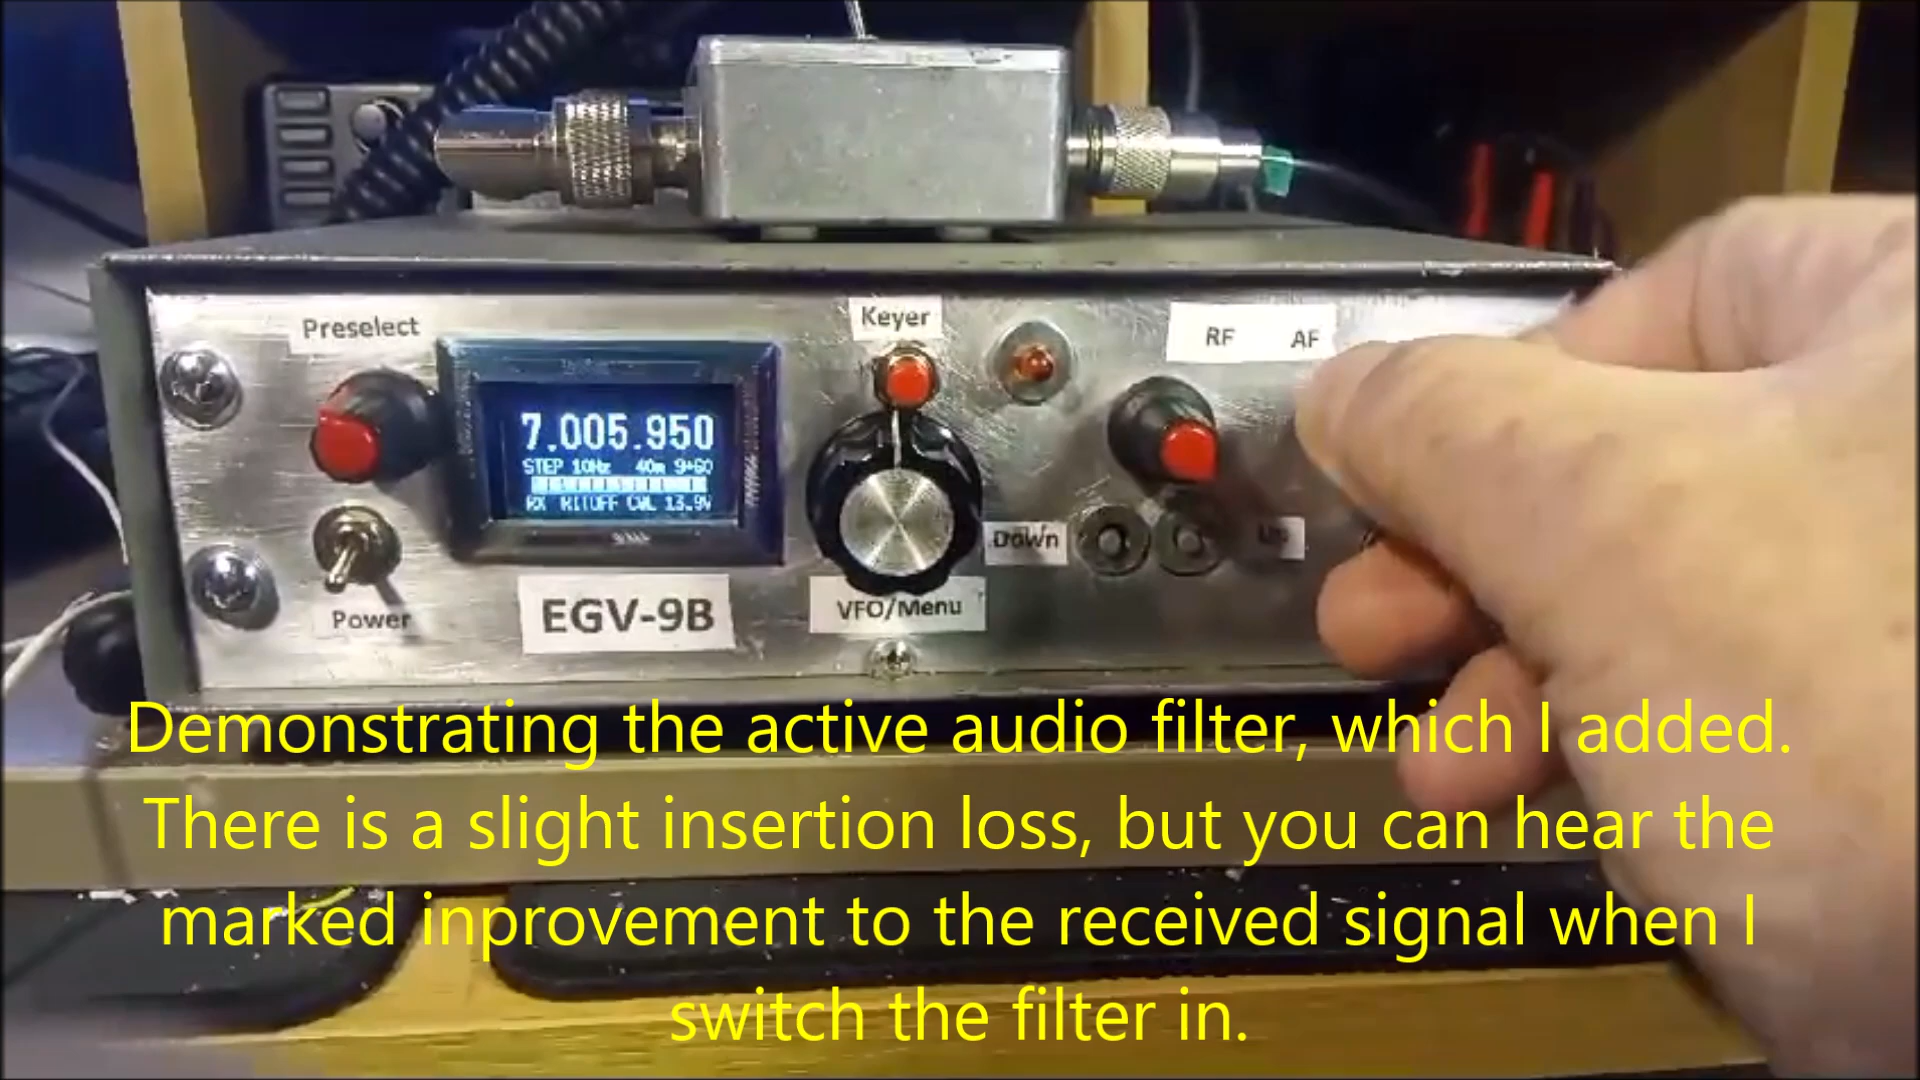 Preselect
Keyer
RF AF
7.005.950
STEP 10Hz 40m 9+60
RX RITOFF CWL 13.9V
Down
Up
EGV-9B
VFO/Menu
Power
Demonstrating the active audio filter, which I added.
There is a slight insertion loss, but you can hear the
marked inprovement to the received signal when I
switch the filter in.